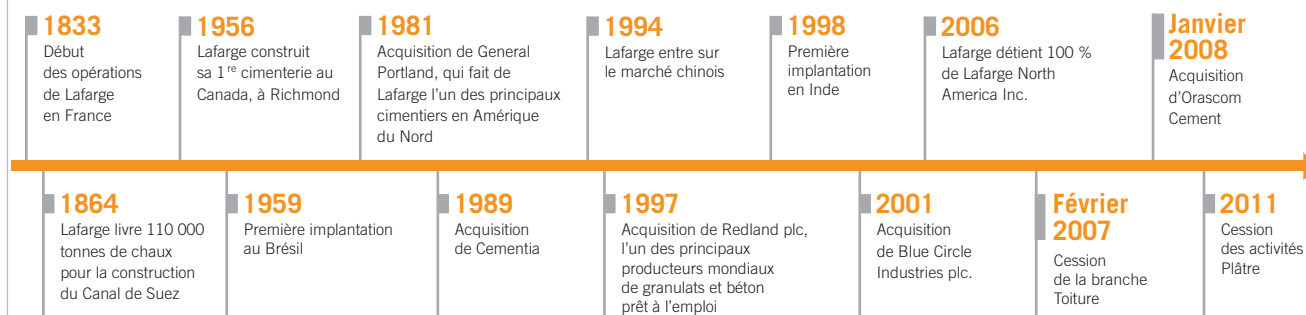 1833
Début
des opérations
de Lafarge
en France
1956
Lafarge construit
sa 1re cimenterie au
Canada, à Richmond
1981
Acquisition de General
Portland, qui fait de
Lafarge l'un des principaux
cimentiers en Amérique
du Nord
1994
Lafarge entre sur
le marché chinois
1998
Première
implantation
en Inde
2006
Lafarge détient 100 %
de Lafarge North
America Inc.
Janvier
2008
Acquisition
d'Orascom
Cement
1864
Lafarge livre 110 000
tonnes de chaux
pour la construction
du Canal de Suez
1959
Première implantation
au Brésil
1989
Acquisition
de Cementia
1997
Acquisition de Redland plc,
l'un des principaux
producteurs mondiaux
de granulats et béton
prêt à l'emploi
2001
Acquisition
de Blue Circle
Industries plc.
Février
2007
Cession
de la branche
Toiture
2011
Cession
des activités
Plâtre